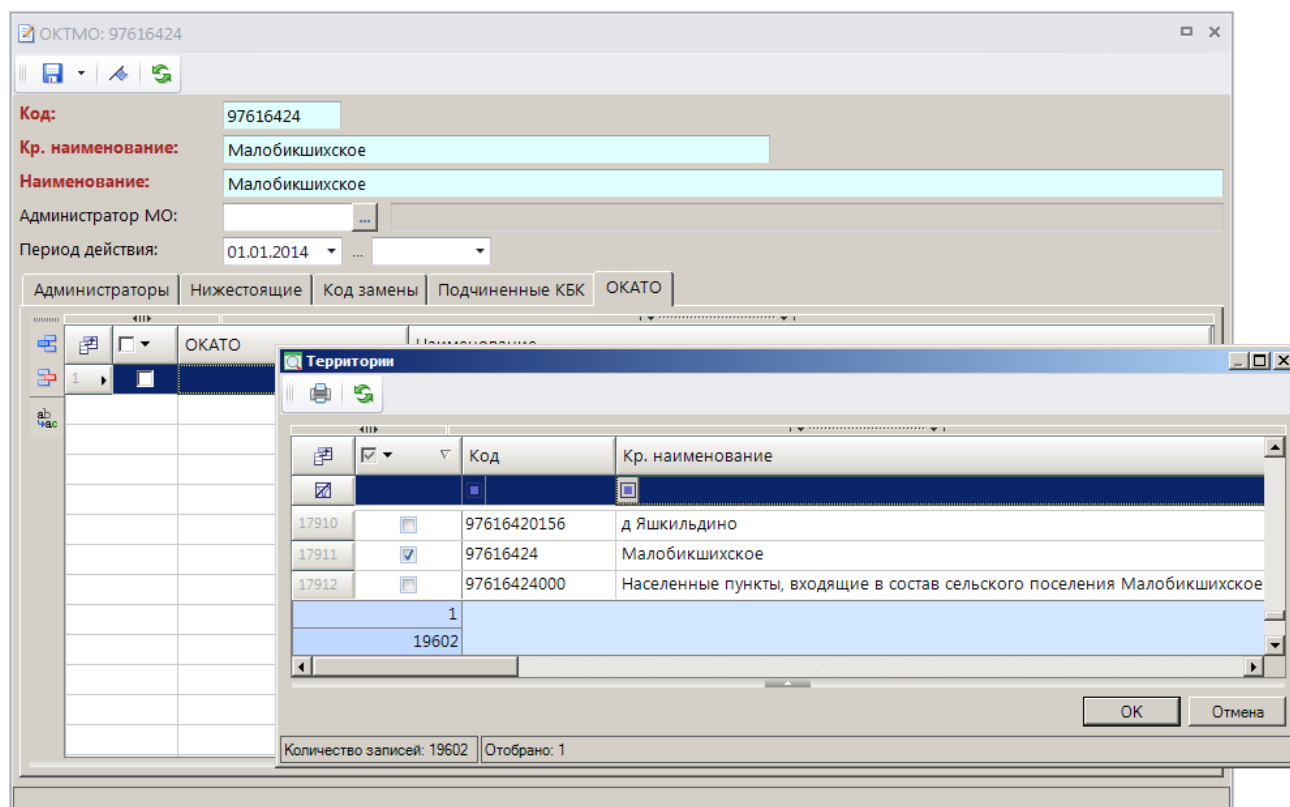 ОКТМО: 97616424
Код: 97616424
Кр. наименование: Малобикшихское
Наименование: Малобикшихское
Администратор МО: ...
Период действия: 01.01.2014 ...
Администраторы Нижестоящие Код замены Подчиненные КБК ОКАТО
ОКАТО Наименование
1
Территории
Код Кр. наименование
17910 97616420156 д Яшкильдино
17911 97616424 Малобикшихское
17912 97616424000 Населенные пункты, входящие в состав сельского поселения Малобикшихское
1
19602
OK Отмена
Количество записей: 19602 Отобрано: 1